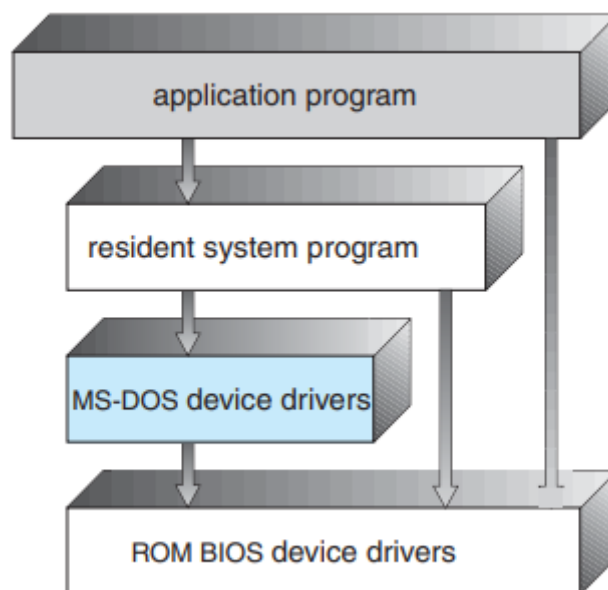 application program
resident system program
MS-DOS device drivers
ROM BIOS device drivers